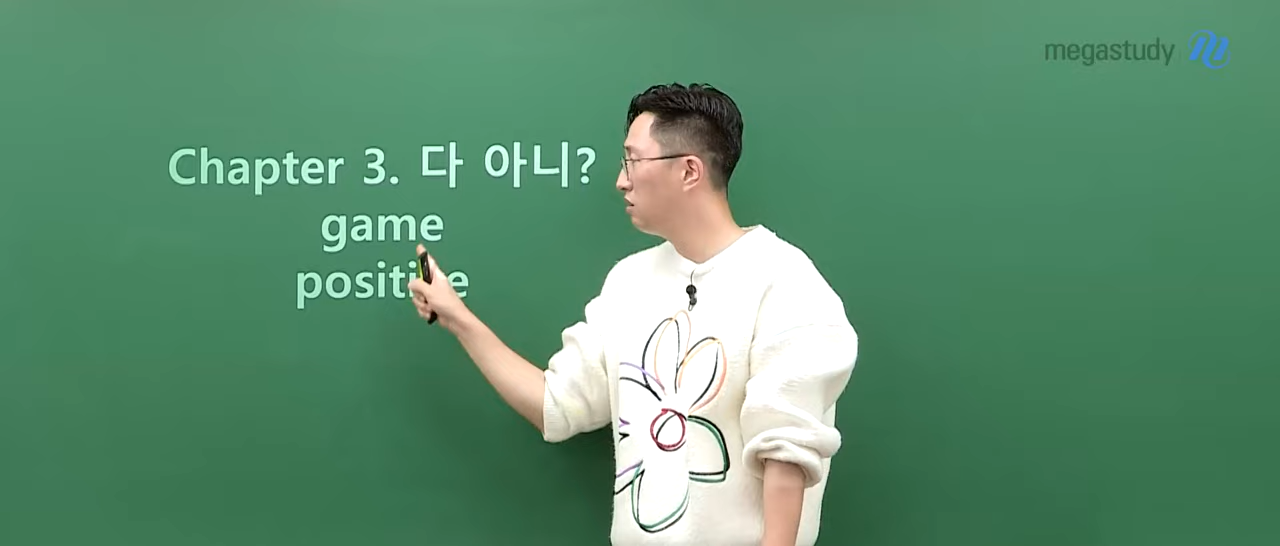 megastudy
Chapter 3. 다 아니?
game
positive